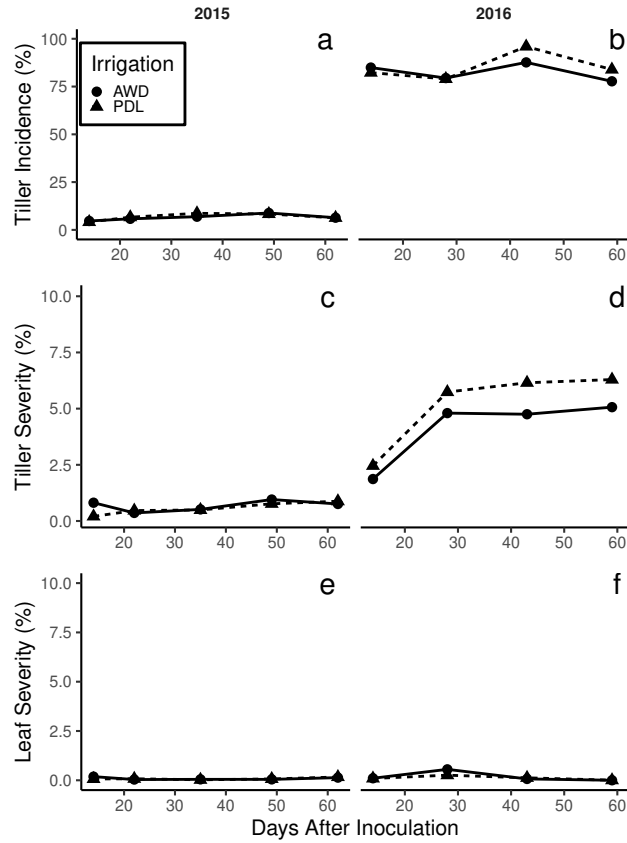 2015 2016
a b
Tiller Incidence (%)
100
75
50
25
0
Irrigation
AWD
PDL
20 30 40 50 60 20 30 40 50 60
c d
Tiller Severity (%)
10.0
7.5
5.0
2.5
0.0
20 30 40 50 60 20 30 40 50 60
e f
Leaf Severity (%)
10.0
7.5
5.0
2.5
0.0
20 30 40 50 60 20 30 40 50 60
Days After Inoculation